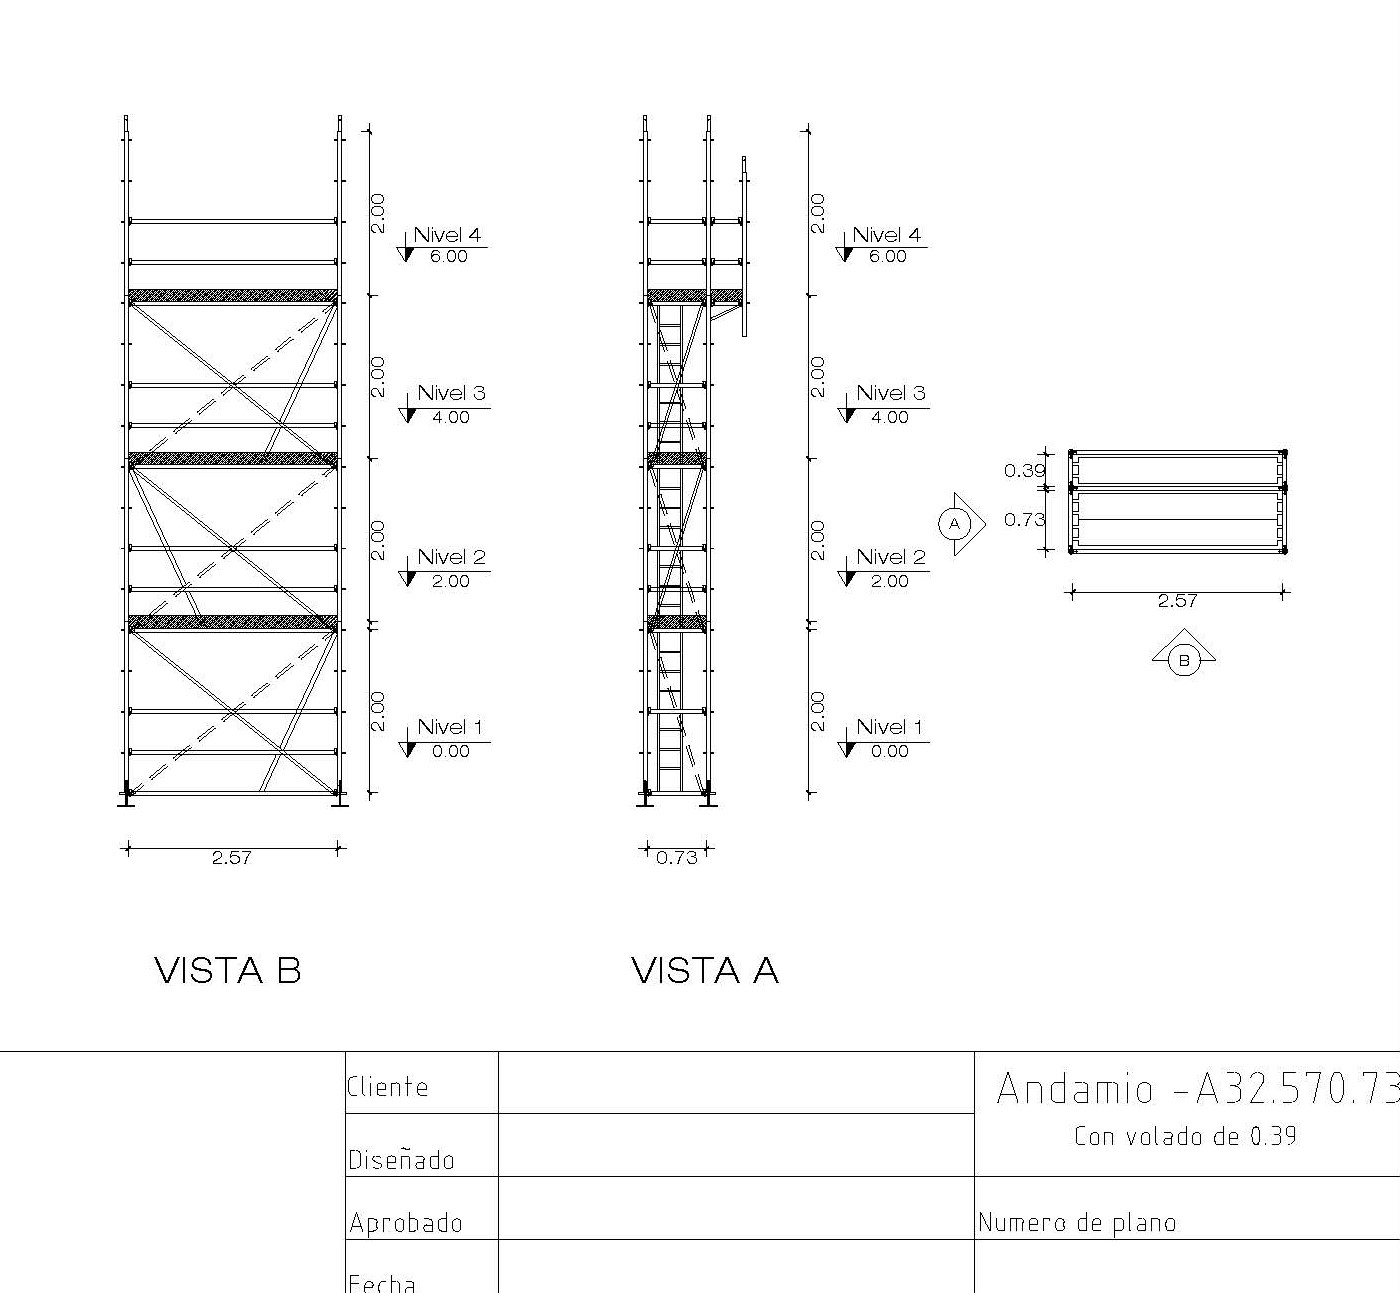 2.00
Nivel 4
6.00
2.00
Nivel 3
4.00
2.00
Nivel 2
2.00
2.00
Nivel 1
0.00
2.57
VISTA B
2.00
Nivel 4
6.00
2.00
Nivel 3
4.00
2.00
Nivel 2
2.00
2.00
Nivel 1
0.00
0.73
VISTA A
0.39
0.73
A
2.57
B
Cliente
Diseñado
Aprobado
Fecha
Andamio -A32.570.73
Con volado de 0.39
Numero de plano